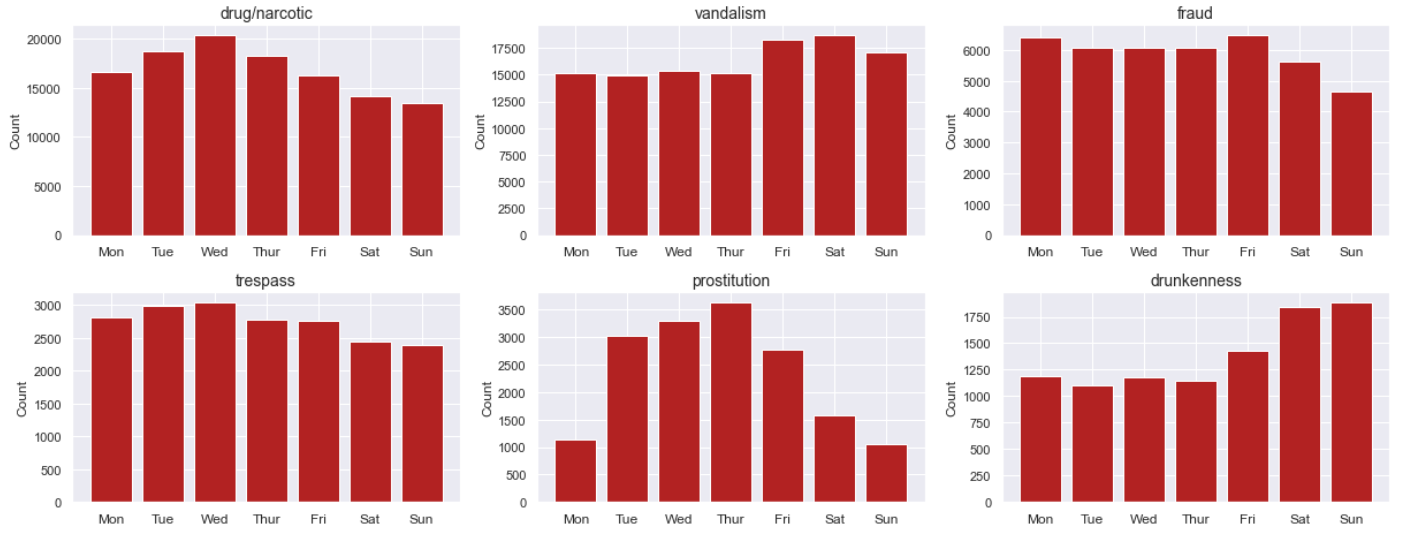 drug/narcotic
Count
20000
15000
10000
5000
0
Mon Tue Wed Thur Fri Sat Sun
vandalism
Count
17500
15000
12500
10000
7500
5000
2500
0
Mon Tue Wed Thur Fri Sat Sun
fraud
Count
6000
5000
4000
3000
2000
1000
0
Mon Tue Wed Thur Fri Sat Sun
trespass
Count
3000
2500
2000
1500
1000
500
0
Mon Tue Wed Thur Fri Sat Sun
prostitution
Count
3500
3000
2500
2000
1500
1000
500
0
Mon Tue Wed Thur Fri Sat Sun
drunkenness
Count
1750
1500
1250
1000
750
500
250
0
Mon Tue Wed Thur Fri Sat Sun